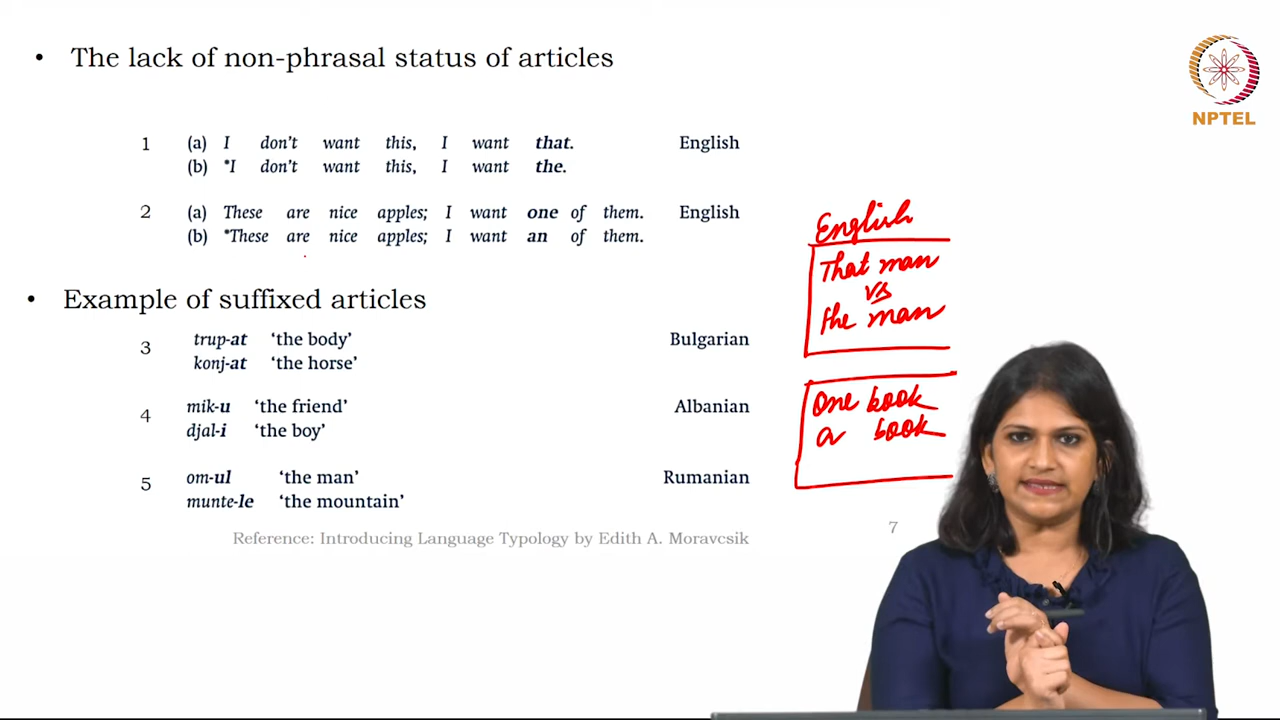 • The lack of non-phrasal status of articles
NPTEL
1 (a) I don't want this, I want that. English
(b) *I don't want this, I want the.
2 (a) These are nice apples; I want one of them. English
(b) *These are nice apples; I want an of them.
English
That man
vs
the man
• Example of suffixed articles
3 trup-at ‘the body’ Bulgarian
konj-at ‘the horse’
4 mik-u ‘the friend’ Albanian
djal-i ‘the boy’
One book
a book
5 om-ul ‘the man’ Rumanian
munte-le ‘the mountain’
Reference: Introducing Language Typology by Edith A. Moravcsik
7